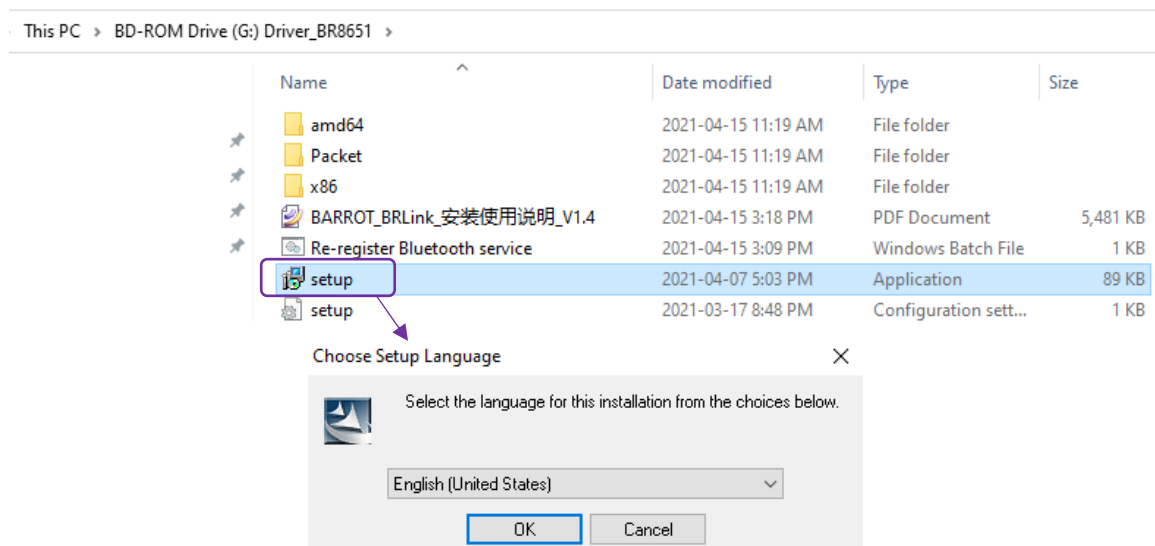 This PC > BD-ROM Drive (G:) Driver_BR8651 >
Name Date modified Type Size
amd64 2021-04-15 11:19 AM File folder
Packet 2021-04-15 11:19 AM File folder
x86 2021-04-15 11:19 AM File folder
BARROT_BRLink_安装使用说明_V1.4 2021-04-15 3:18 PM PDF Document 5,481 KB
Re-register Bluetooth service 2021-04-15 3:09 PM Windows Batch File 1 KB
setup 2021-04-07 5:03 PM Application 89 KB
setup 2021-03-17 8:48 PM Configuration sett... 1 KB
Choose Setup Language
Select the language for this installation from the choices below.
English (United States)
OK Cancel